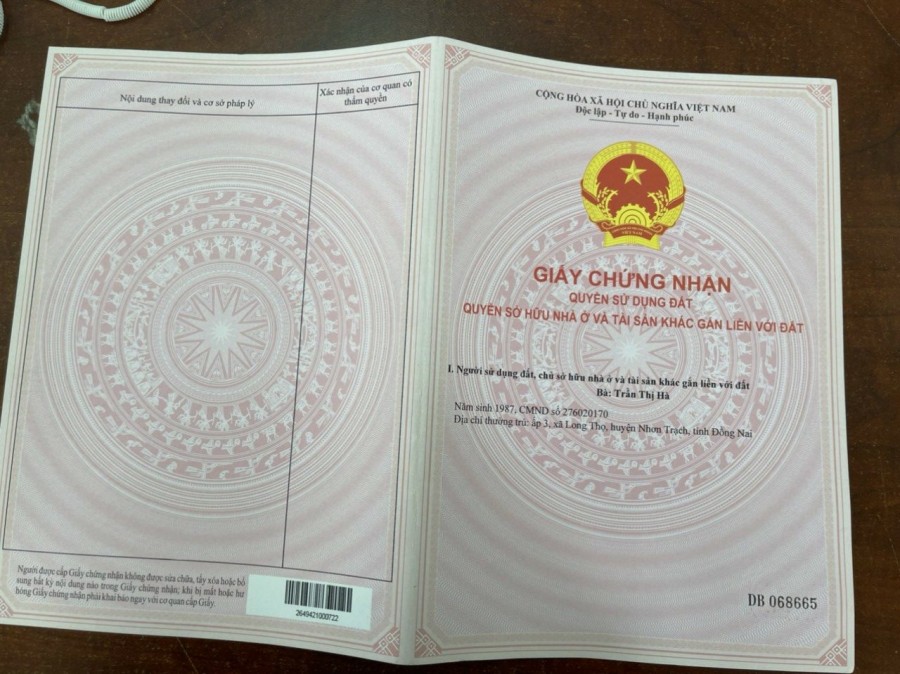 Nội dung thay đổi và cơ sở pháp lý
Xác nhận của cơ quan có
thẩm quyền
Người được cấp Giấy chứng nhận không được sửa chữa, tẩy xóa hoặc bổ
sung bất kỳ nội dung nào trong Giấy chứng nhận; khi bị mất hoặc hư
hỏng Giấy chứng nhận phải khai báo ngay với cơ quan cấp Giấy.
2649421000722
CỘNG HÒA XÃ HỘI CHỦ NGHĨA VIỆT NAM
Độc lập - Tự do - Hạnh phúc
VIỆT NAM
GIẤY CHỨNG NHẬN
QUYỀN SỬ DỤNG ĐẤT
QUYỀN SỞ HỮU NHÀ Ở VÀ TÀI SẢN KHÁC GẮN LIỀN VỚI ĐẤT
I. Người sử dụng đất, chủ sở hữu nhà ở và tài sản khác gắn liền với đất
Bà: Trần Thị Hà
Năm sinh 1987, CMND số 276020170
Địa chỉ thường trú: ấp 3, xã Long Thọ, huyện Nhơn Trạch, tỉnh Đồng Nai
DB 068665